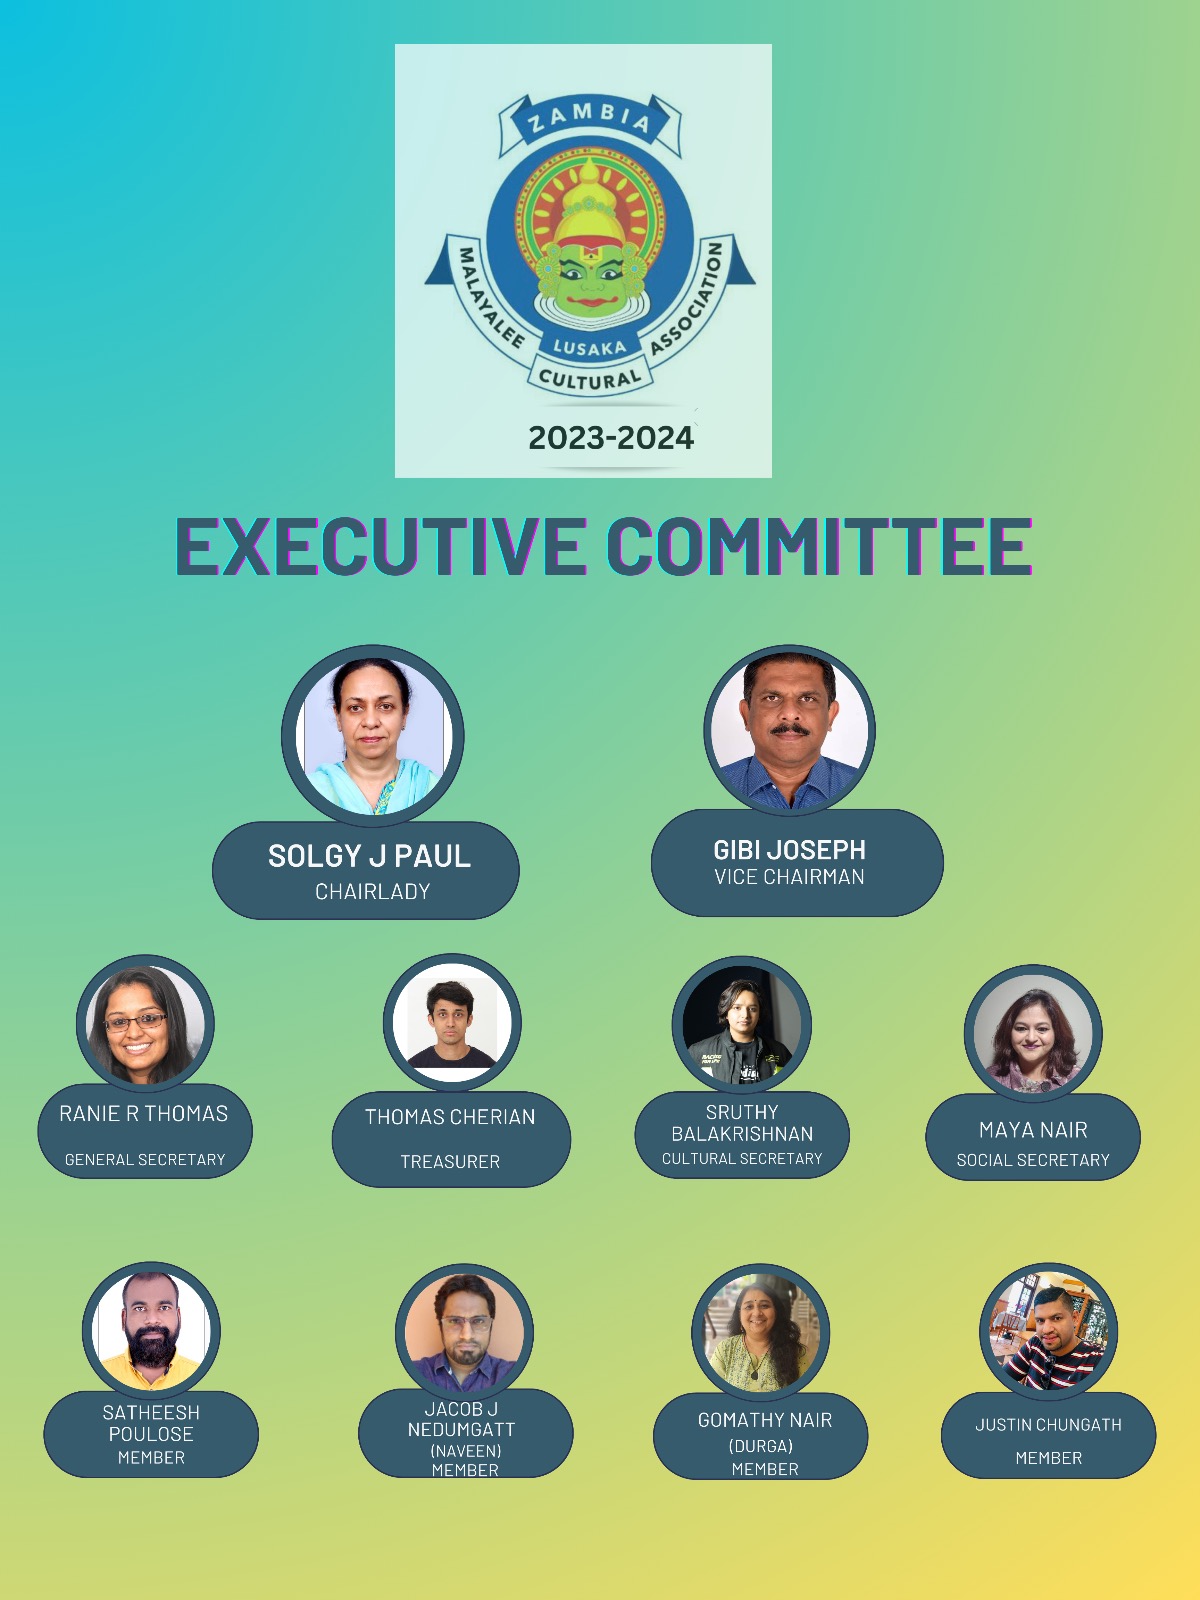 ZAMBIA
MALAYALEE
LUSAKA
CULTURAL
ASSOCIATION
2023-2024
EXECUTIVE COMMITTEE
SOLGY J PAUL
CHAIRLADY
GIBI JOSEPH
VICE CHAIRMAN
RANIE R THOMAS
GENERAL SECRETARY
THOMAS CHERIAN
TREASURER
SRUTHY
BALAKRISHNAN
CULTURAL SECRETARY
MAYA NAIR
SOCIAL SECRETARY
SATHEESH
POULOSE
MEMBER
JACOB J
NEDUMGATT
(NAVEEN)
MEMBER
GOMATHY NAIR
(DURGA)
MEMBER
JUSTIN CHUNGATH
MEMBER